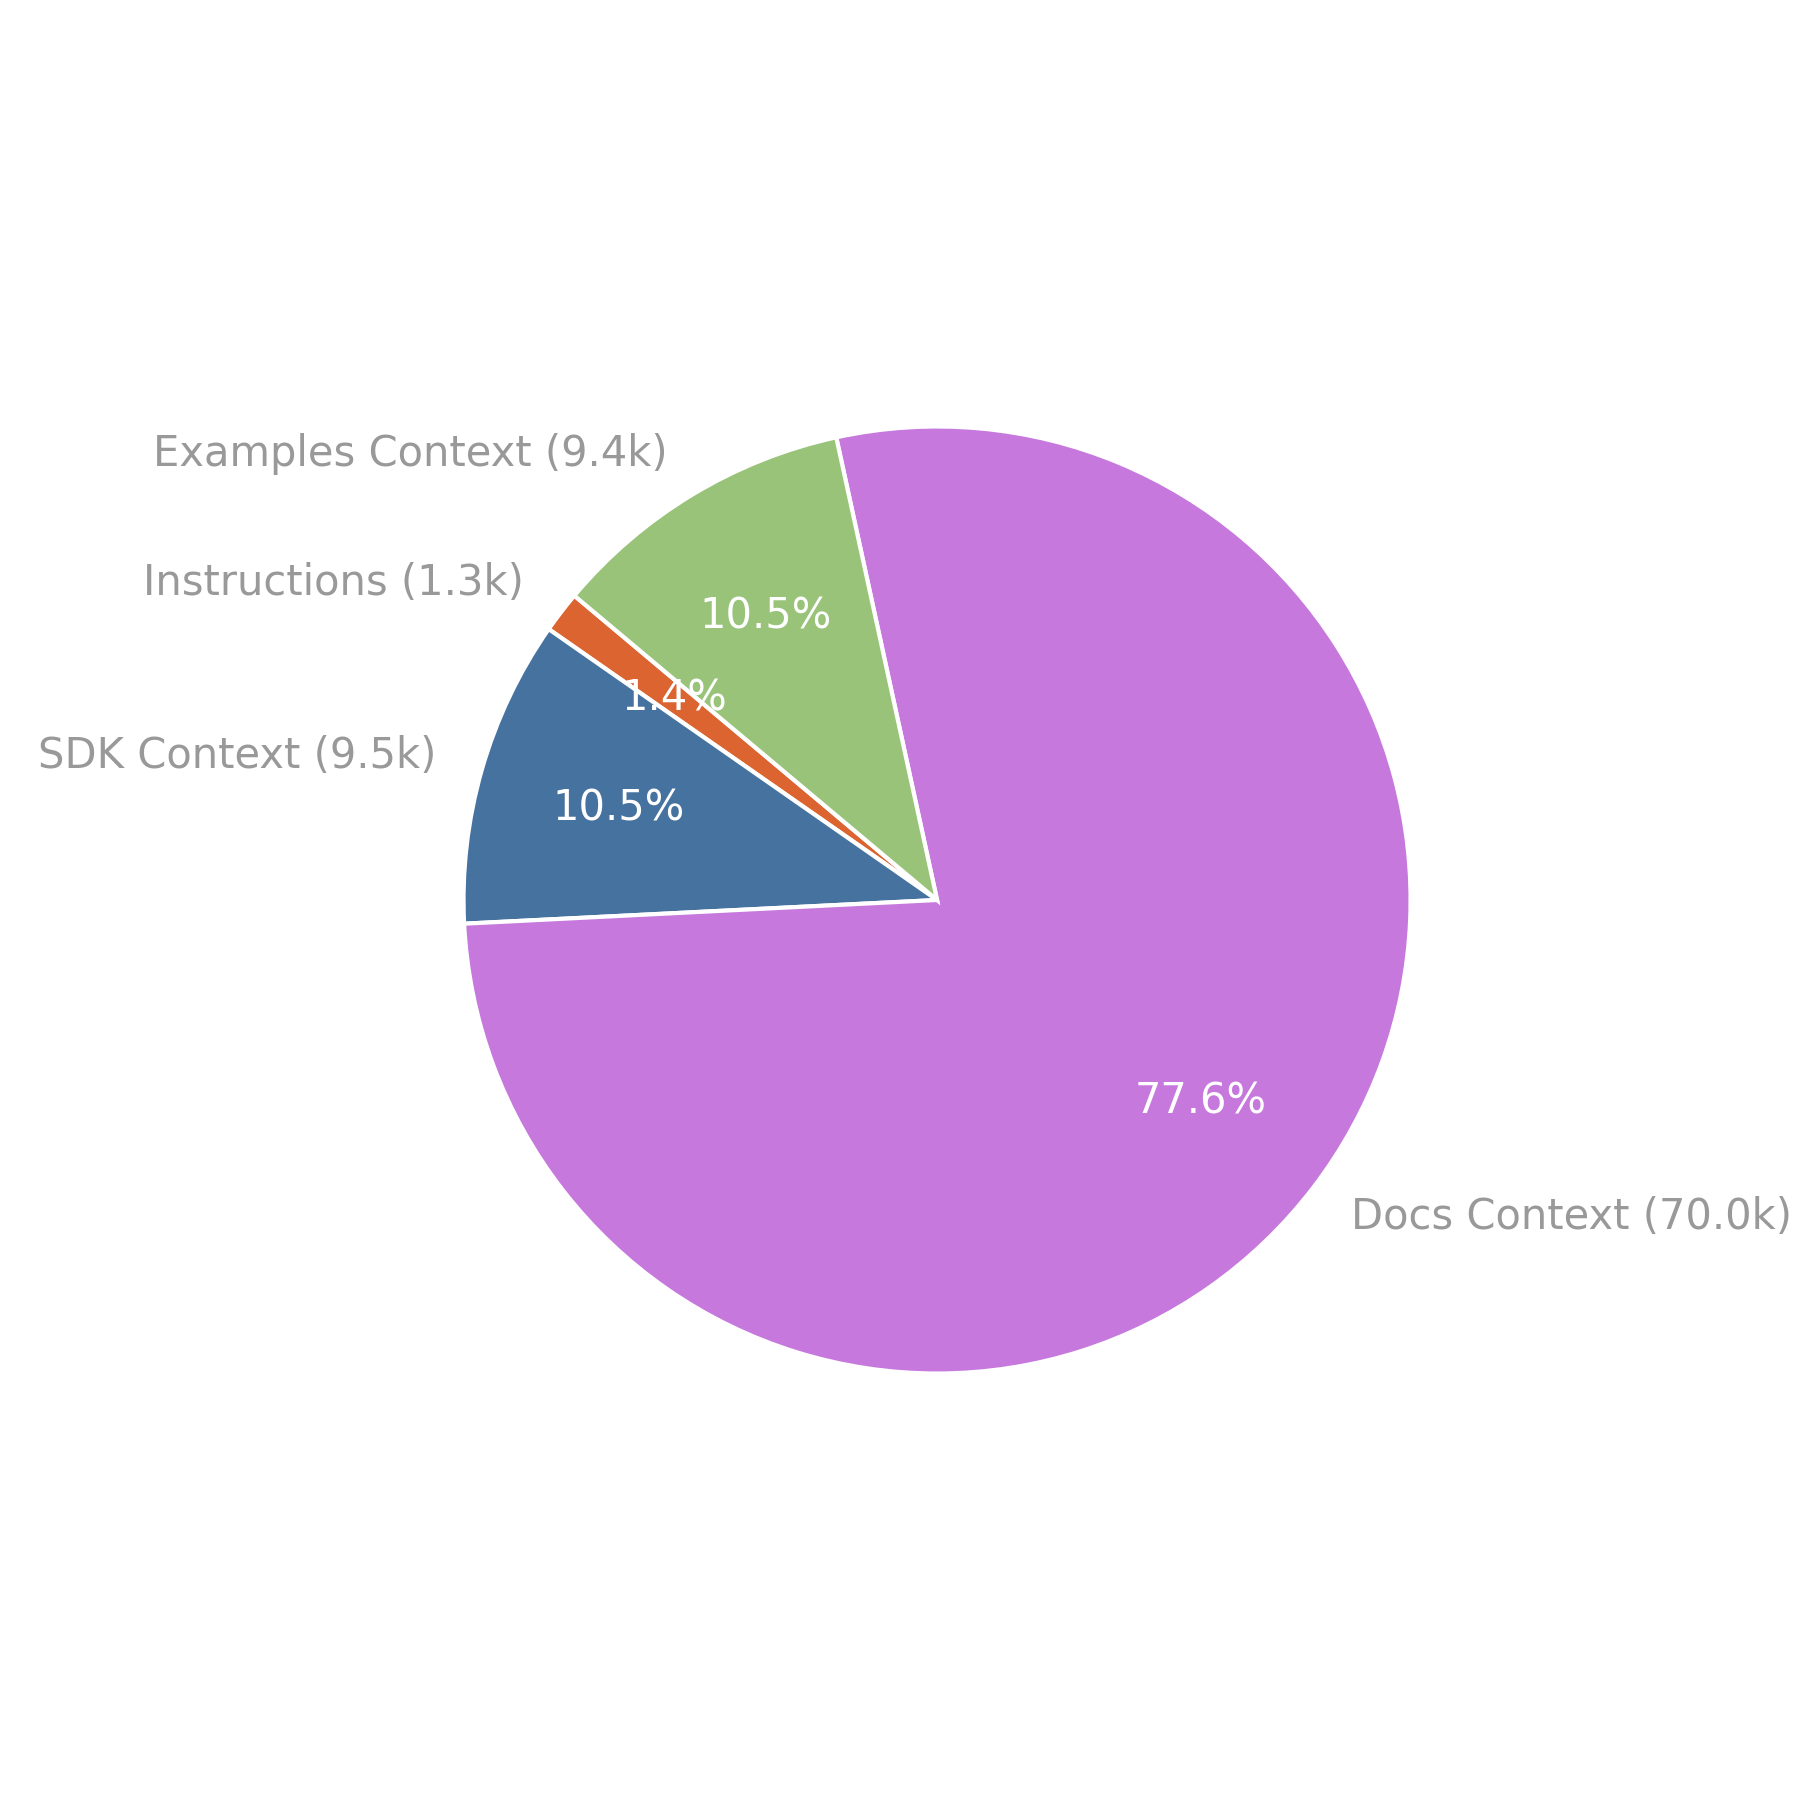 Examples Context (9.4k)
10.5%
Instructions (1.3k)
1.4%
SDK Context (9.5k)
10.5%
77.6%
Docs Context (70.0k)